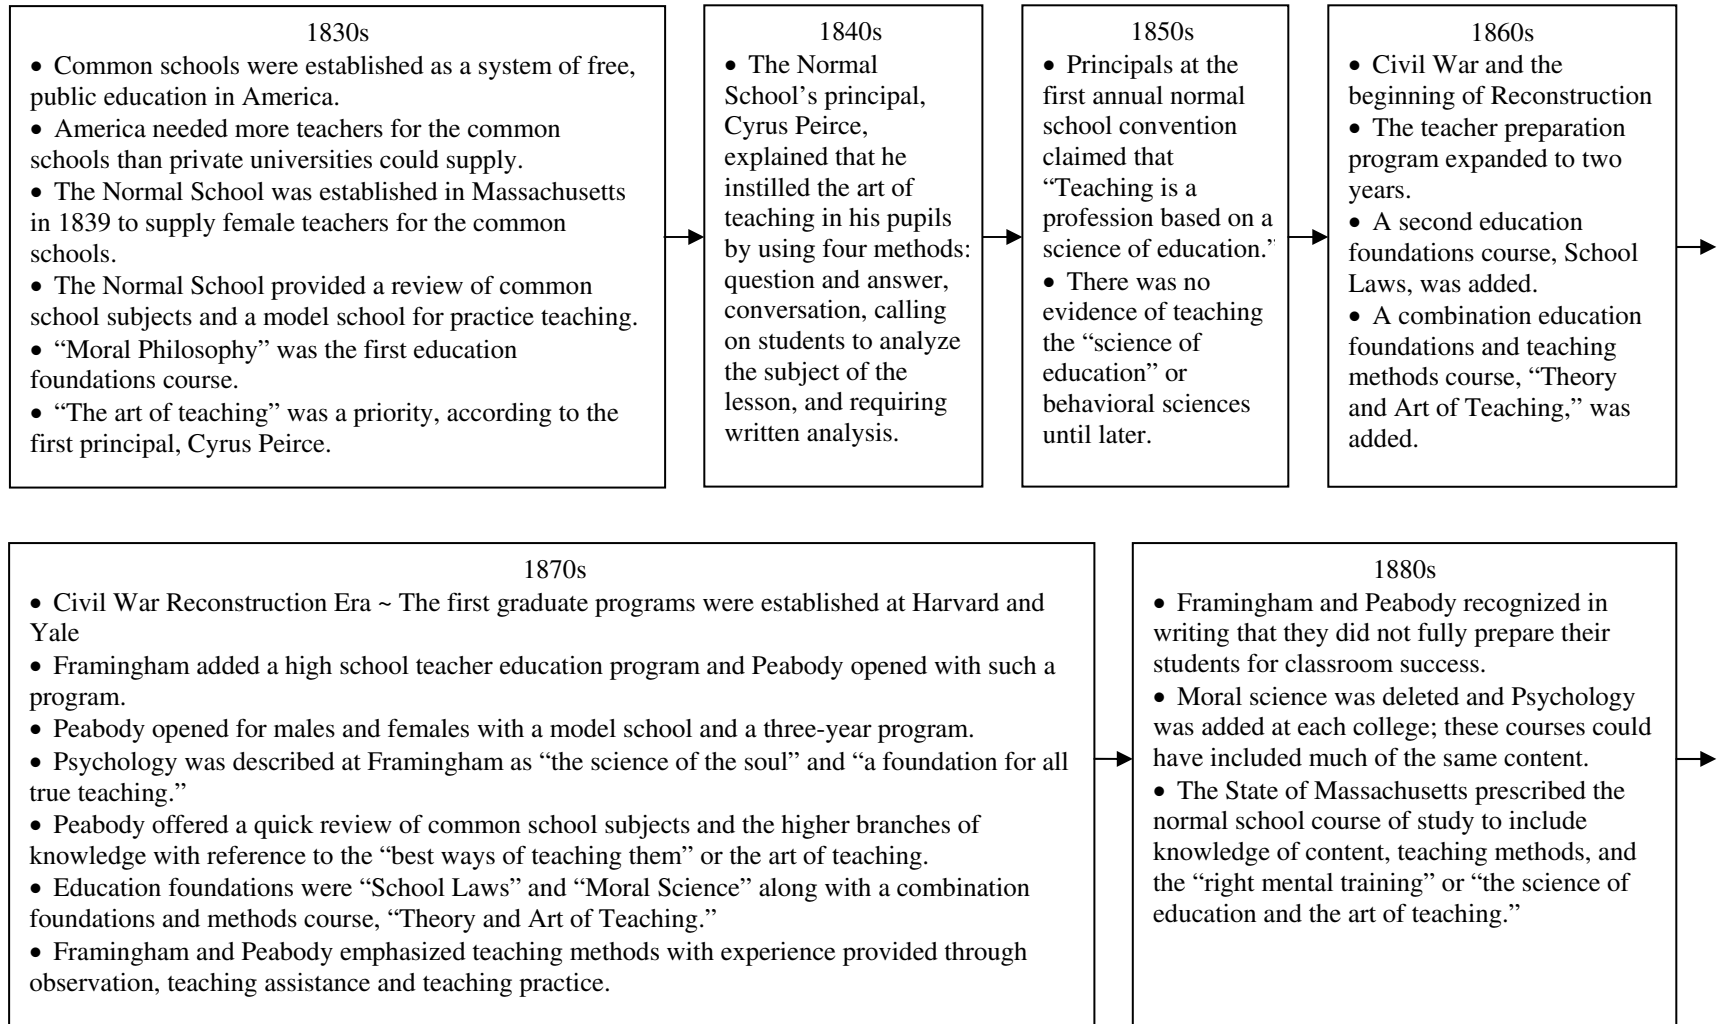 1830s
• Common schools were established as a system of free,
public education in America.
• America needed more teachers for the common
schools than private universities could supply.
• The Normal School was established in Massachusetts
in 1839 to supply female teachers for the common
schools.
• The Normal School provided a review of common
school subjects and a model school for practice teaching.
• “Moral Philosophy” was the first education
foundations course.
• “The art of teaching” was a priority, according to the
first principal, Cyrus Peirce.
1840s
• The Normal
School’s principal,
Cyrus Peirce,
explained that he
instilled the art of
teaching in his pupils
by using four methods:
question and answer,
conversation, calling
on students to analyze
the subject of the
lesson, and requiring
written analysis.
1850s
• Principals at the
first annual normal
school convention
claimed that
“Teaching is a
profession based on a
science of education.”
• There was no
evidence of teaching
the “science of
education” or
behavioral sciences
until later.
1860s
• Civil War and the
beginning of Reconstruction
• The teacher preparation
program expanded to two
years.
• A second education
foundations course, School
Laws, was added.
• A combination education
foundations and teaching
methods course, “Theory
and Art of Teaching,” was
added.
1870s
• Civil War Reconstruction Era ~ The first graduate programs were established at Harvard and
Yale
• Framingham added a high school teacher education program and Peabody opened with such a
program.
• Peabody opened for males and females with a model school and a three-year program.
• Psychology was described at Framingham as “the science of the soul” and “a foundation for all
true teaching.”
• Peabody offered a quick review of common school subjects and the higher branches of
knowledge with reference to the “best ways of teaching them” or the art of teaching.
• Education foundations were “School Laws” and “Moral Science” along with a combination
foundations and methods course, “Theory and Art of Teaching.”
• Framingham and Peabody emphasized teaching methods with experience provided through
observation, teaching assistance and teaching practice.
1880s
• Framingham and Peabody recognized in
writing that they did not fully prepare their
students for classroom success.
• Moral science was deleted and Psychology
was added at each college; these courses could
have included much of the same content.
• The State of Massachusetts prescribed the
normal school course of study to include
knowledge of content, teaching methods, and
the “right mental training” or “the science of
education and the art of teaching.”